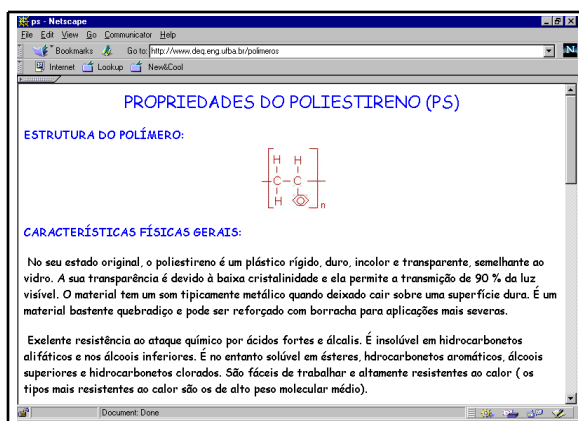 ps - Netscape
File Edit View Go Communicator Help
Bookmarks Go to: http://www.deq.eng.ufba.br/polimeros
N
Internet Lookup New&Cool
PROPRIEDADES DO POLIESTIRENO (PS)
ESTRUTURA DO POLÍMERO:
H H
C C
H
n
CARACTERÍSTICAS FÍSICAS GERAIS:
No seu estado original, o poliestireno é um plástico rígido, duro, incolor e transparente, semelhante ao
vidro. A sua transparência é devido à baixa cristalinidade e ela permite a transmição de 90 % da luz
visível. O material tem um som tipicamente metálico quando deixado cair sobre uma superfície dura. É um
material bastente quebradiço e pode ser reforçado com borracha para aplicações mais severas.
Exelente resistência ao ataque químico por ácidos fortes e álcalis. É insolúvel em hidrocarbonetos
alifáticos e nos álcoois inferiores. É no entanto solúvel em ésteres, hdrocarbonetos aromáticos, álcoois
superiores e hidrocarbonetos clorados. São fáceis de trabalhar e altamente resistentes ao calor ( os
tipos mais resistentes ao calor são os de alto peso molecular médio).
Document: Done